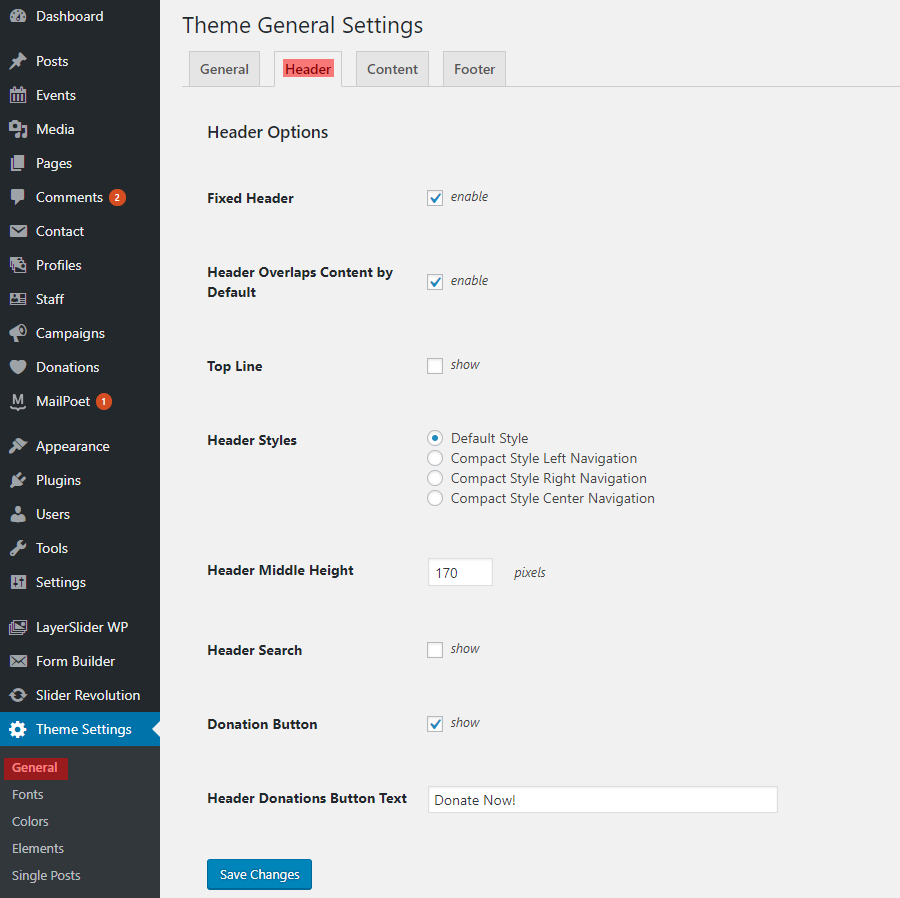 Dashboard
Posts
Events
Media
Pages
Comments 2
Contact
Profiles
Staff
Campaigns
Donations
MailPoet 1
Appearance
Plugins
Users
Tools
Settings
LayerSlider WP
Form Builder
Slider Revolution
Theme Settings
General
Fonts
Colors
Elements
Single Posts
Theme General Settings
General Header Content Footer
Header Options
Fixed Header enable
Header Overlaps Content by
Default enable
Top Line show
Header Styles Default Style
Compact Style Left Navigation
Compact Style Right Navigation
Compact Style Center Navigation
Header Middle Height 170 pixels
Header Search show
Donation Button show
Header Donations Button Text Donate Now!
Save Changes